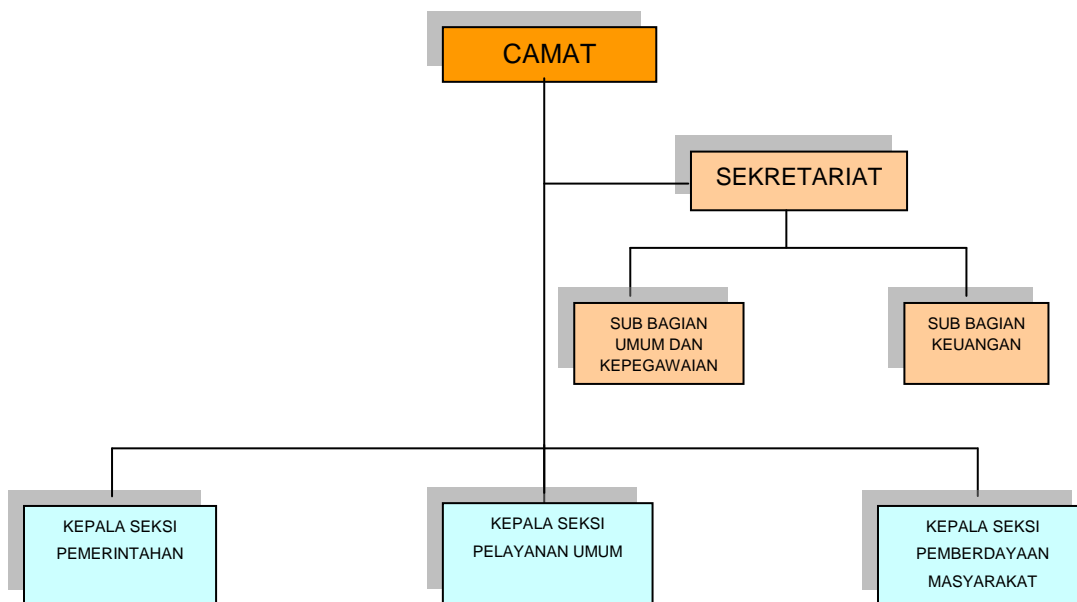 CAMAT
SEKRETARIAT
SUB BAGIAN
UMUM DAN
KEPEGAWAIAN
SUB BAGIAN
KEUANGAN
KEPALA SEKSI
PEMERINTAHAN
KEPALA SEKSI
PELAYANAN UMUM
KEPALA SEKSI
PEMBERDAYAAN
MASYARAKAT